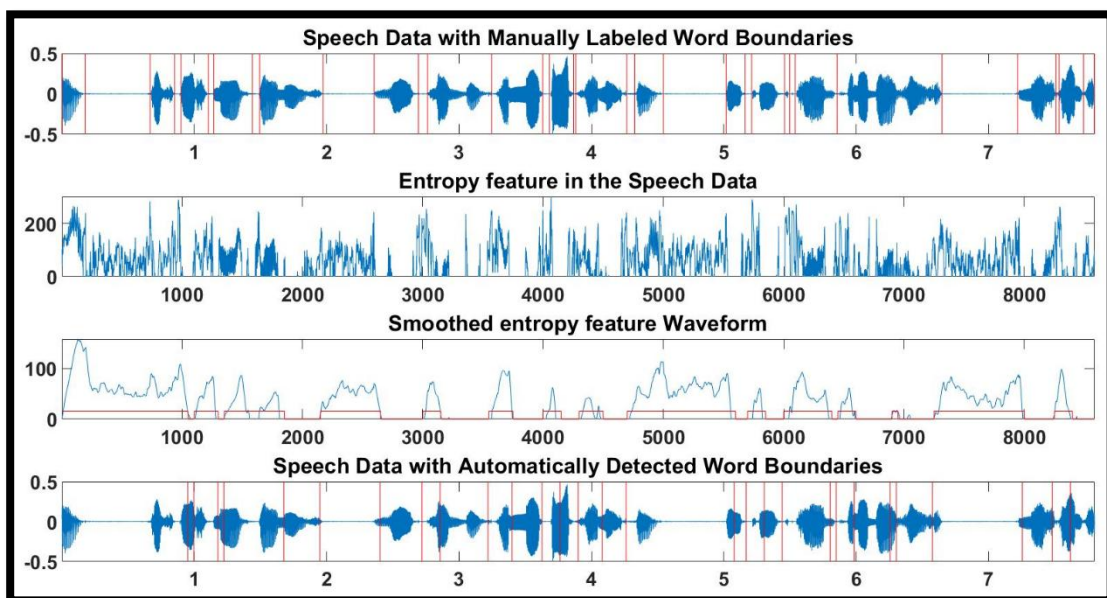 Speech Data with Manually Labeled Word Boundaries
0.5
0
-0.5
1 2 3 4 5 6 7
Entropy feature in the Speech Data
200
0
1000 2000 3000 4000 5000 6000 7000 8000
Smoothed entropy feature Waveform
100
0
1000 2000 3000 4000 5000 6000 7000 8000
Speech Data with Automatically Detected Word Boundaries
0.5
0
-0.5
1 2 3 4 5 6 7